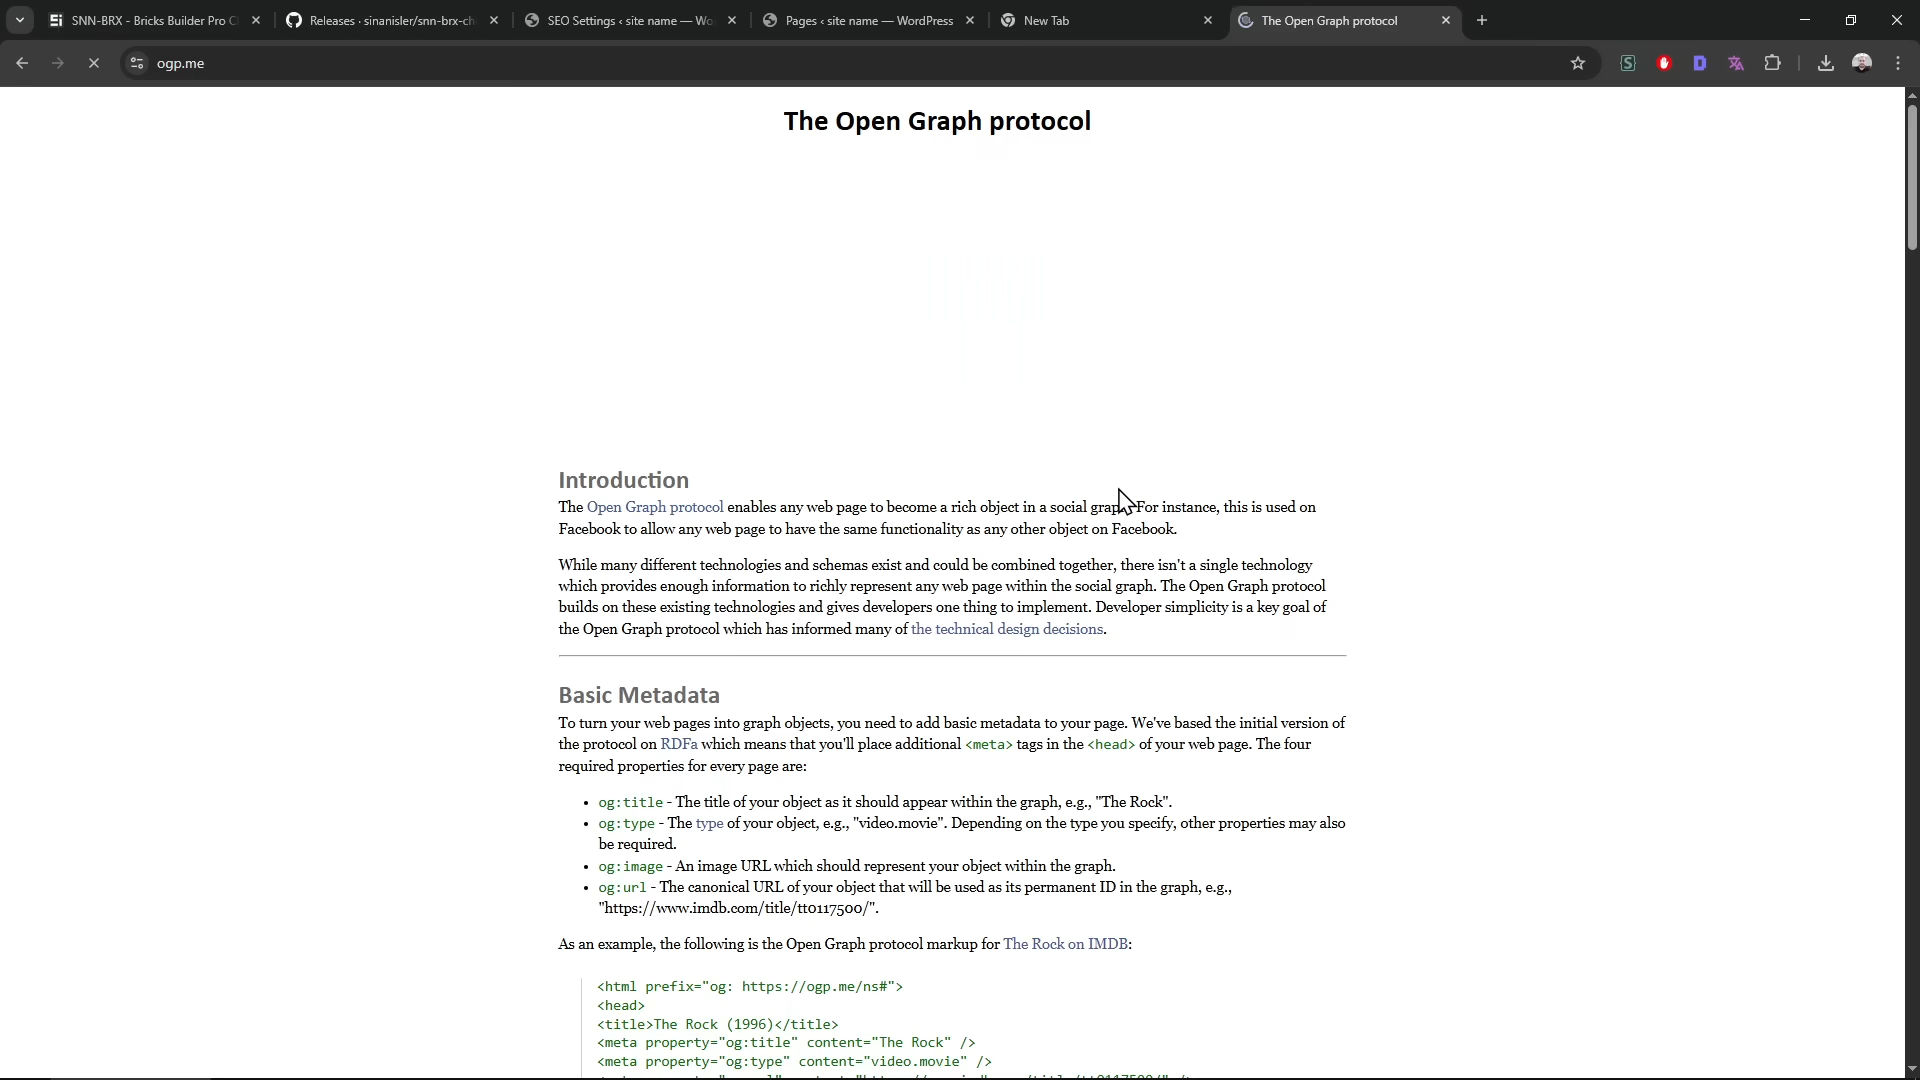 SNN-BRX - Bricks Builder Pro C
Releases · sinanisler/snn-brx-ch
SEO Settings ‹ site name — Wo
Pages ‹ site name — WordPress
New Tab
The Open Graph protocol
ogp.me
The Open Graph protocol
Introduction
The Open Graph protocol enables any web page to become a rich object in a social graph. For instance, this is used on
Facebook to allow any web page to have the same functionality as any other object on Facebook.
While many different technologies and schemas exist and could be combined together, there isn't a single technology
which provides enough information to richly represent any web page within the social graph. The Open Graph protocol
builds on these existing technologies and gives developers one thing to implement. Developer simplicity is a key goal of
the Open Graph protocol which has informed many of the technical design decisions.
Basic Metadata
To turn your web pages into graph objects, you need to add basic metadata to your page. We've based the initial version of
the protocol on RDFa which means that you'll place additional <meta> tags in the <head> of your web page. The four
required properties for every page are:
• og:title - The title of your object as it should appear within the graph, e.g., "The Rock".
• og:type - The type of your object, e.g., "video.movie". Depending on the type you specify, other properties may also
be required.
• og:image - An image URL which should represent your object within the graph.
• og:url - The canonical URL of your object that will be used as its permanent ID in the graph, e.g.,
"https://www.imdb.com/title/tt0117500/".
As an example, the following is the Open Graph protocol markup for The Rock on IMDB:
<html prefix="og: https://ogp.me/ns#">
<head>
<title>The Rock (1996)</title>
<meta property="og:title" content="The Rock" />
<meta property="og:type" content="video.movie" />